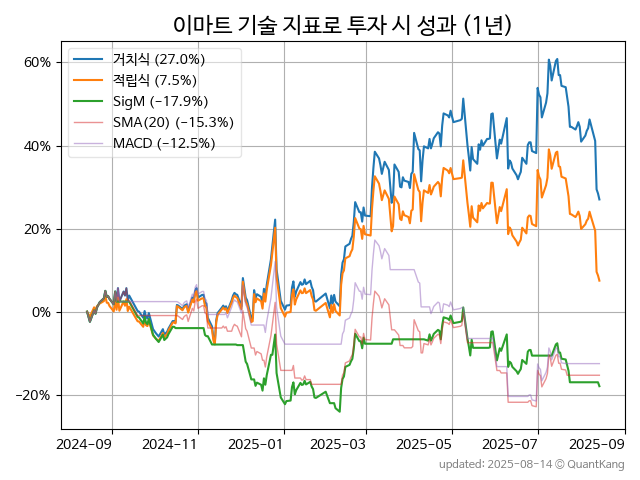 이마트 기술 지표로 투자 시 성과 (1년)
거치식 (27.0%)
적립식 (7.5%)
SigM (−17.9%)
SMA(20) (−15.3%)
MACD (−12.5%)
60%
40%
20%
0%
−20%
2024-09 2024-11 2025-01 2025-03 2025-05 2025-07 2025-09
updated: 2025-08-14 © QuantKang